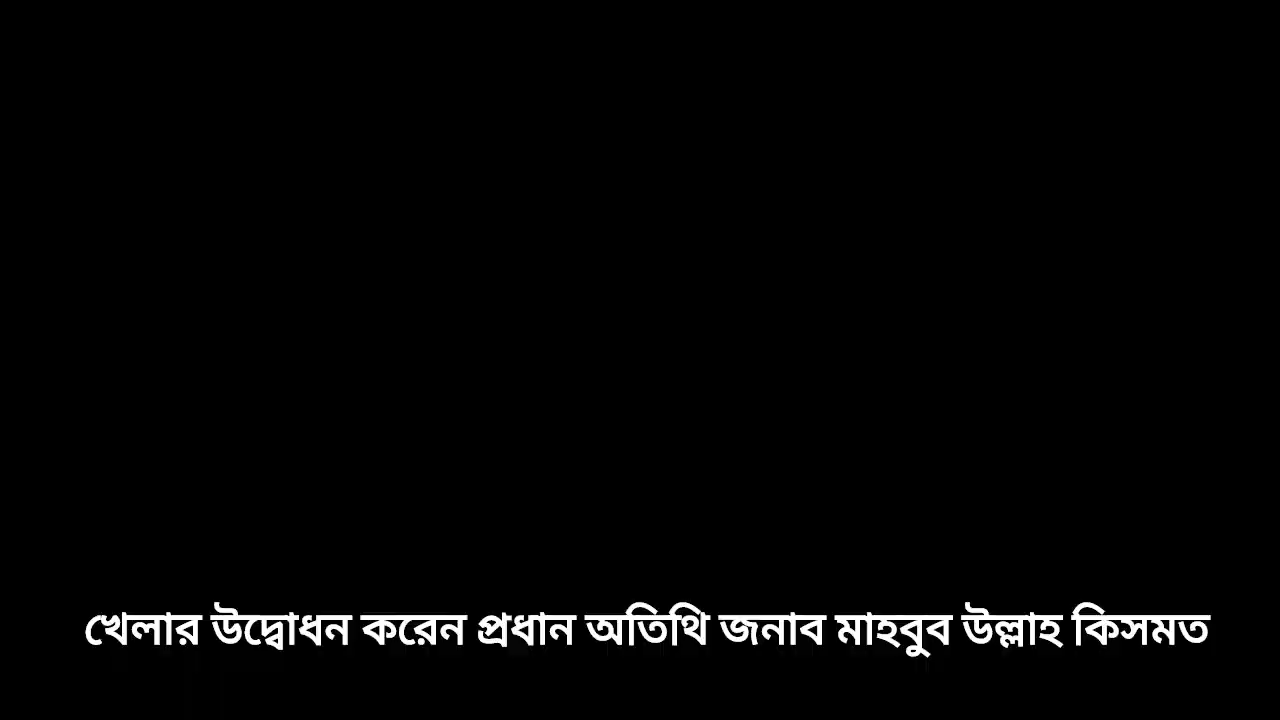 খেলার উদ্বোধন করেন প্রধান অতিথি জনাব মাহবুব উল্লাহ কিসমত